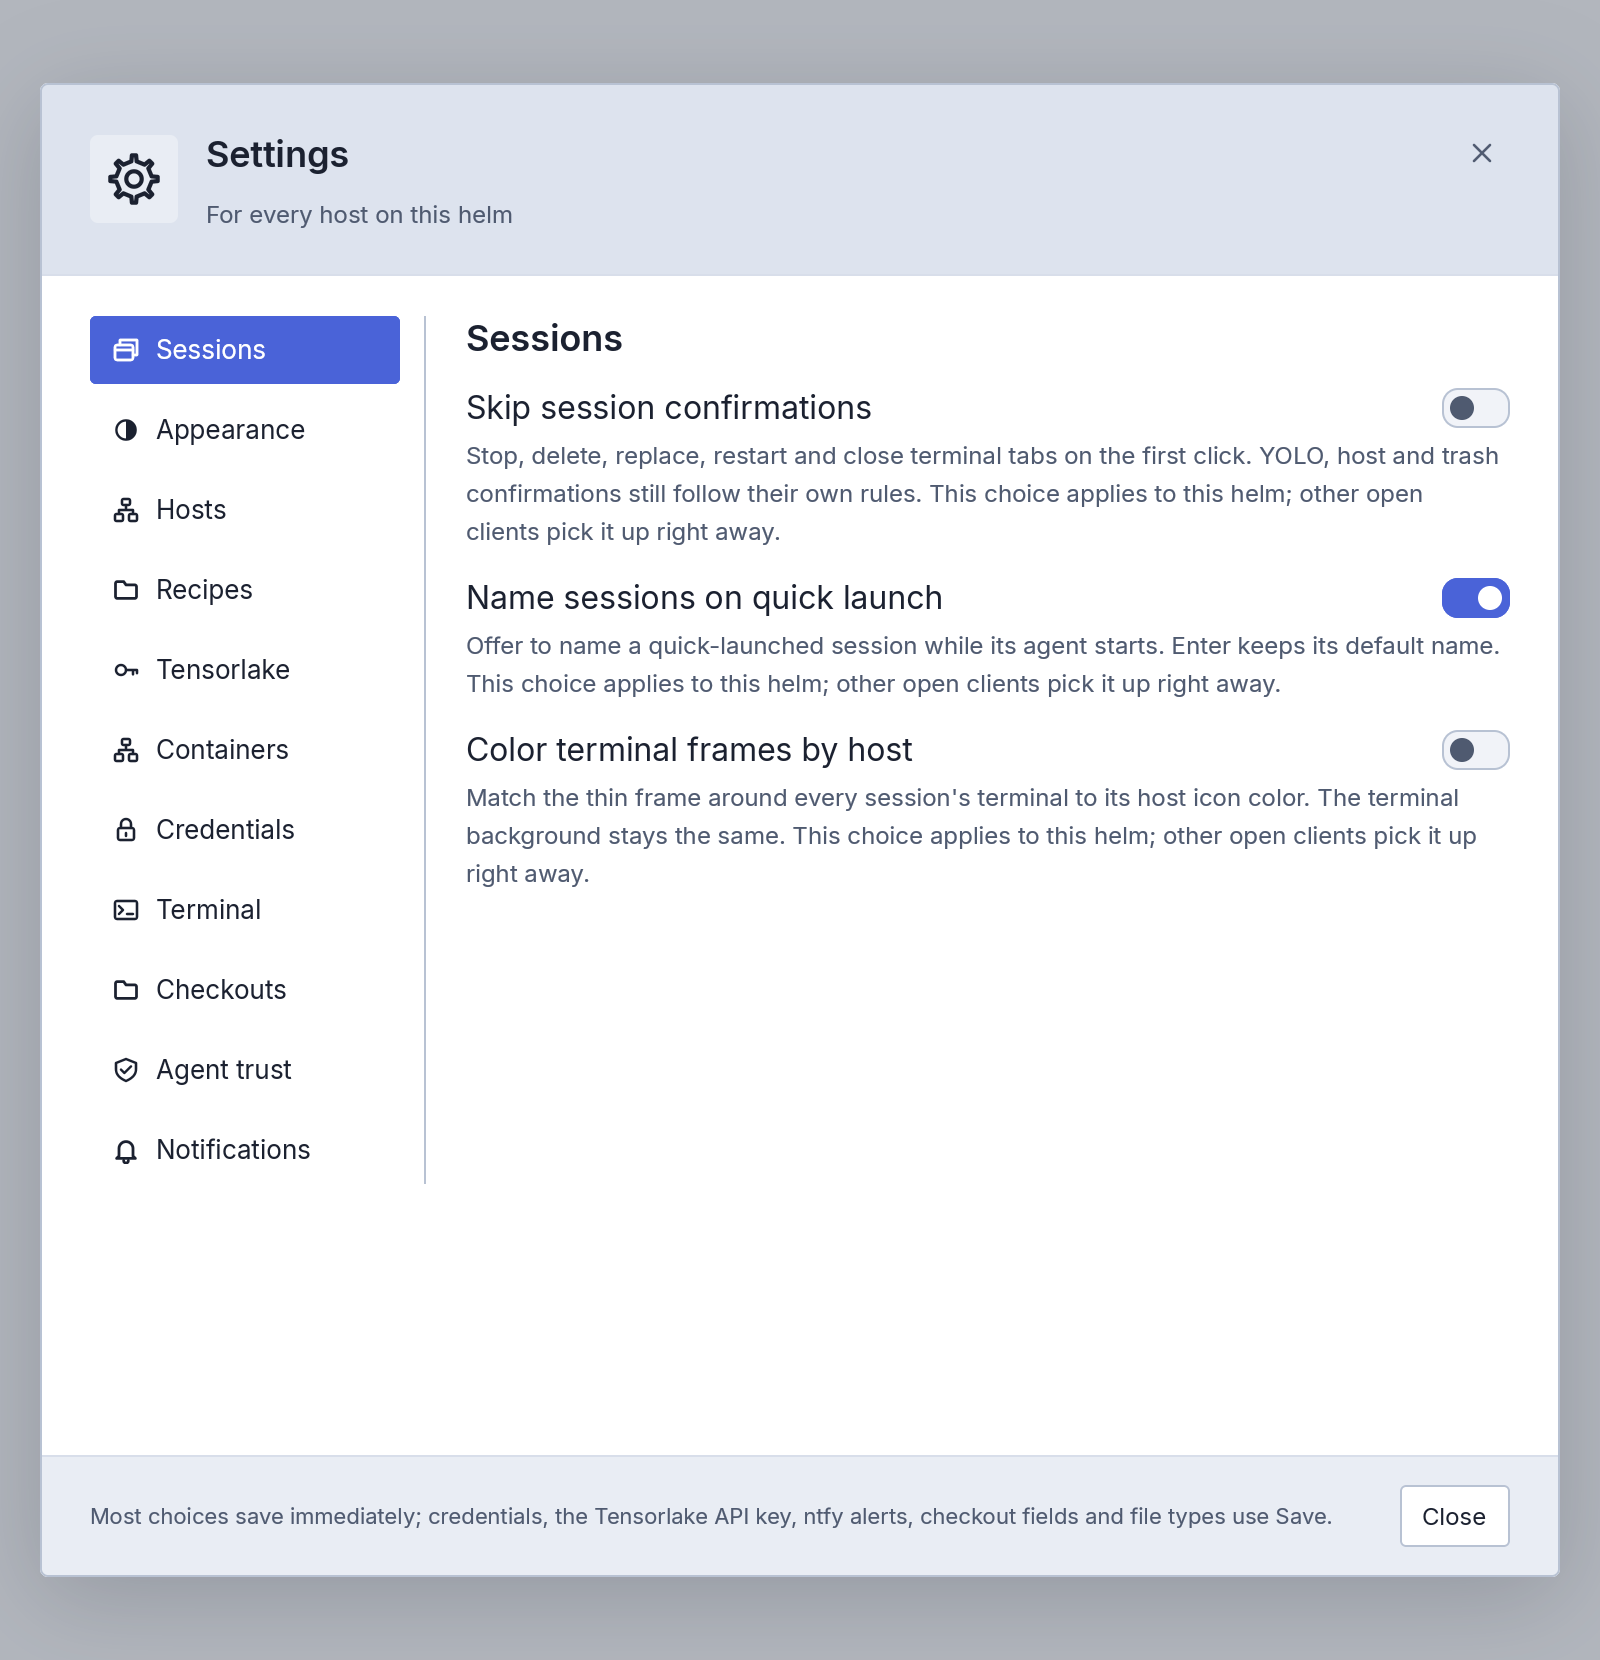 Settings
For every host on this helm
Sessions
Appearance
Hosts
Recipes
Tensorlake
Containers
Credentials
Terminal
Checkouts
Agent trust
Notifications
Sessions
Skip session confirmations
Stop, delete, replace, restart and close terminal tabs on the first click. YOLO, host and trash
confirmations still follow their own rules. This choice applies to this helm; other open
clients pick it up right away.
Name sessions on quick launch
Offer to name a quick-launched session while its agent starts. Enter keeps its default name.
This choice applies to this helm; other open clients pick it up right away.
Color terminal frames by host
Match the thin frame around every session's terminal to its host icon color. The terminal
background stays the same. This choice applies to this helm; other open clients pick it up
right away.
Most choices save immediately; credentials, the Tensorlake API key, ntfy alerts, checkout fields and file types use Save.
Close